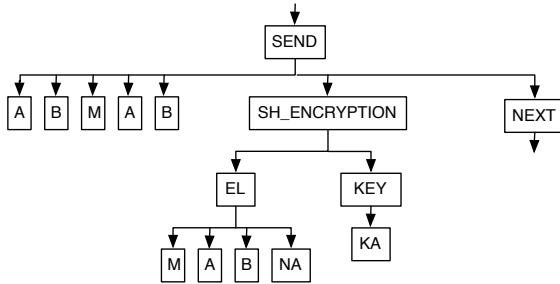 SEND
A B M A B SH_ENCRYPTION NEXT
EL KEY
M A B NA KA